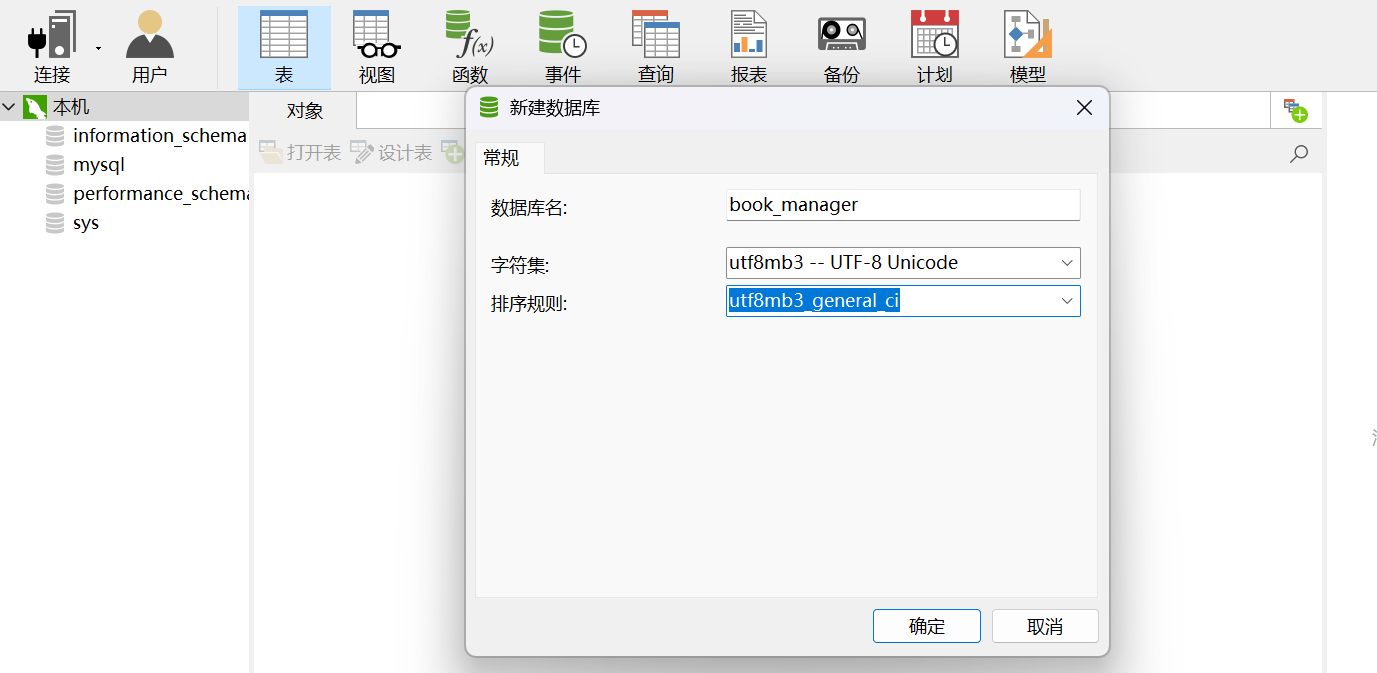 连接
用户
表
视图
函数
事件
查询
报表
备份
计划
模型
本机
information_schema
mysql
performance_schema
sys
对象
打开表
设计表
新建数据库
常规
数据库名:
book_manager
字符集:
utf8mb3 -- UTF-8 Unicode
排序规则:
utf8mb3_general_ci
确定
取消